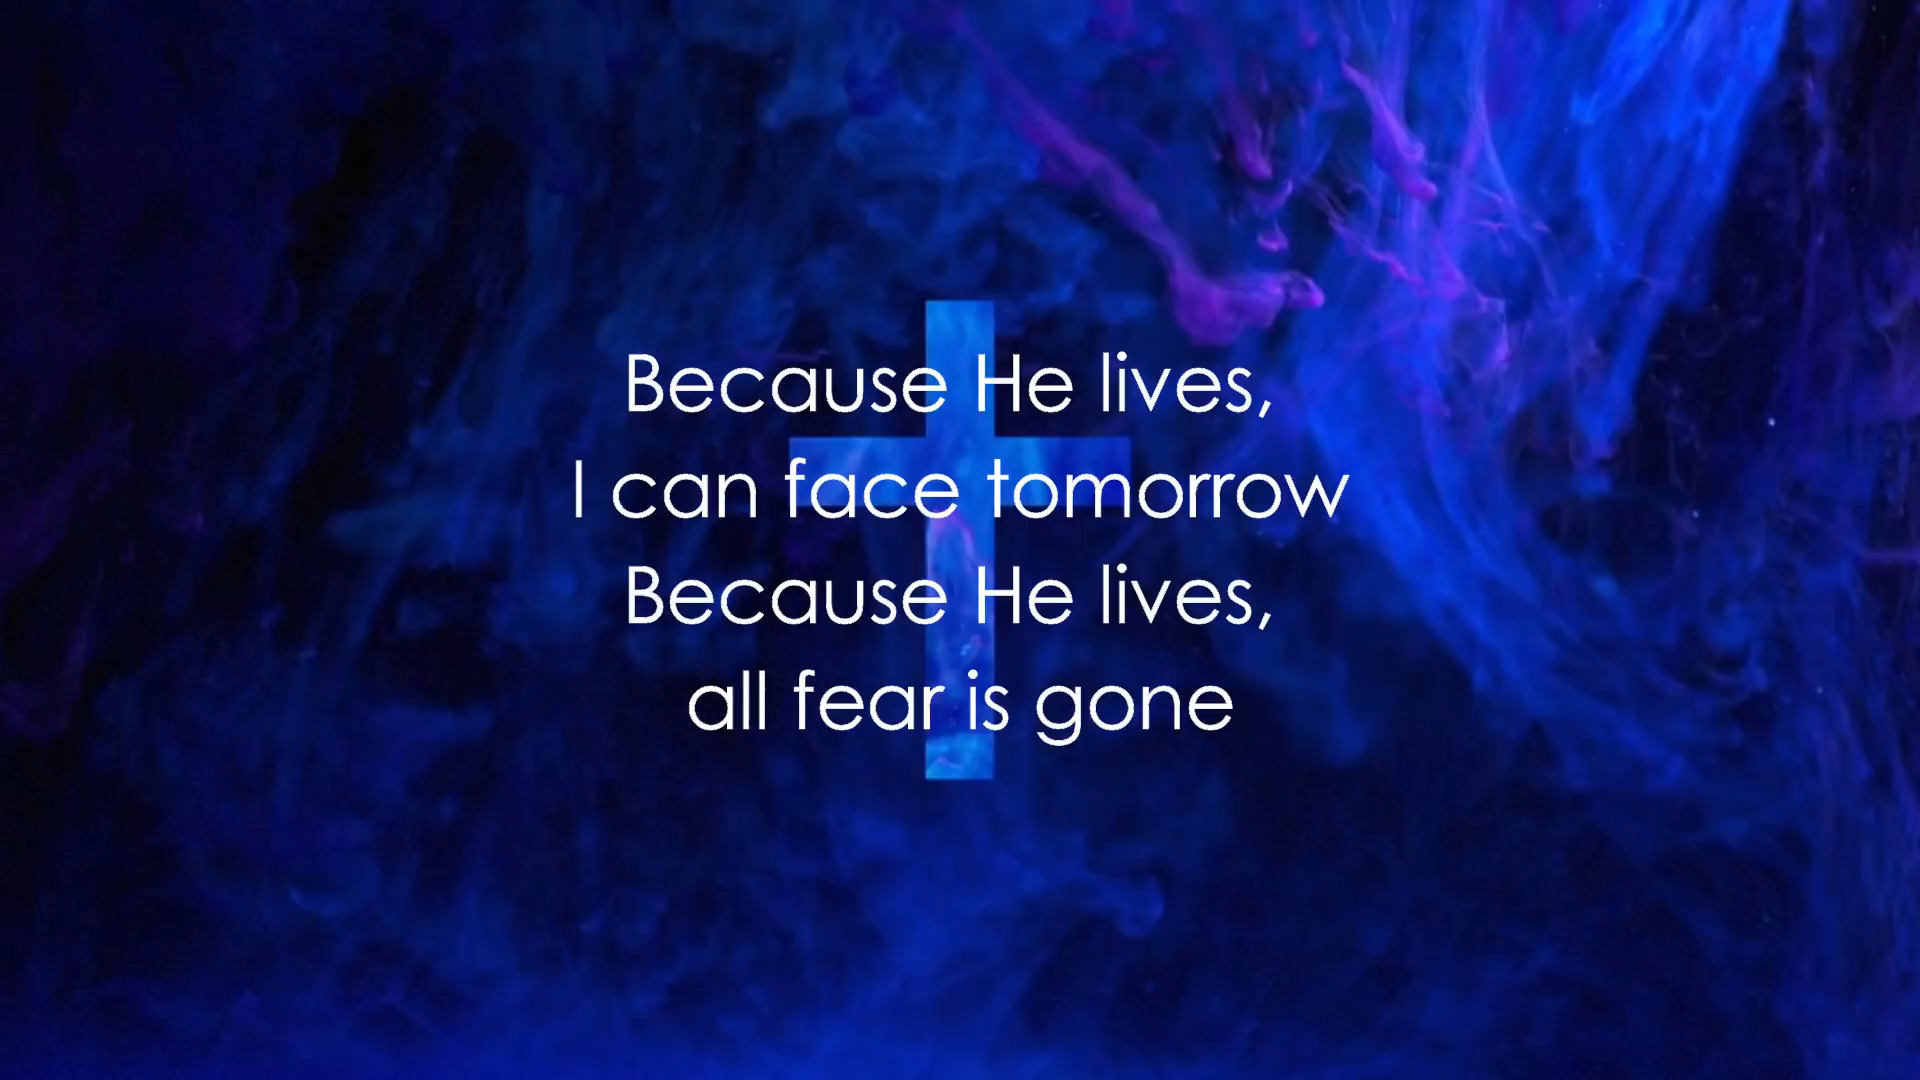 Because He lives,
I can face tomorrow
Because He lives,
all fear is gone